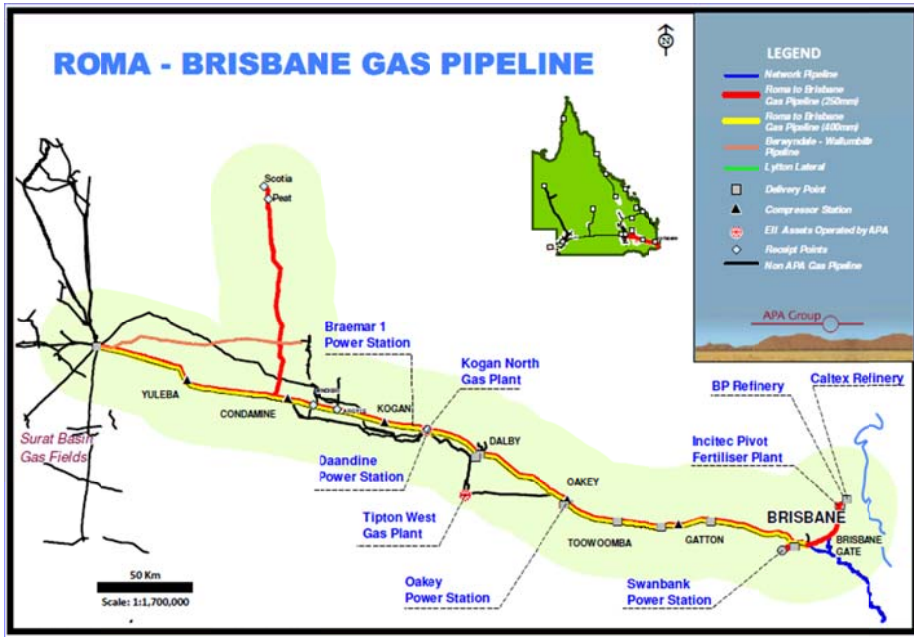 ROMA - BRISBANE GAS PIPELINE
N
LEGEND
Network Pipeline
Roma to Brisbane
Gas Pipeline (250mm)
Roma to Brisbane
Gas Pipeline (400mm)
Berwyndale - Wallumbilla
Pipeline
Lytton Lateral
Delivery Point
Compressor Station
EII Assets Operated by APA
Receipt Points
Non APA Gas Pipeline
APA Group
Scotia
Peat
Braemar 1
Power Station
Kogan North
Gas Plant
BP Refinery
Caltex Refinery
YULEBA
CONDAMINE
ARGYLE
KOGAN
Surat Basin
Gas Fields
Daandine
Power Station
DALBY
Incitec Pivot
Fertiliser Plant
Tipton West
Gas Plant
OAKEY
TOOWOOMBA
GATTON
BRISBANE
BRISBANE
GATE
Oakey
Power Station
Swanbank
Power Station
50 Km
Scale: 1:1,700,000